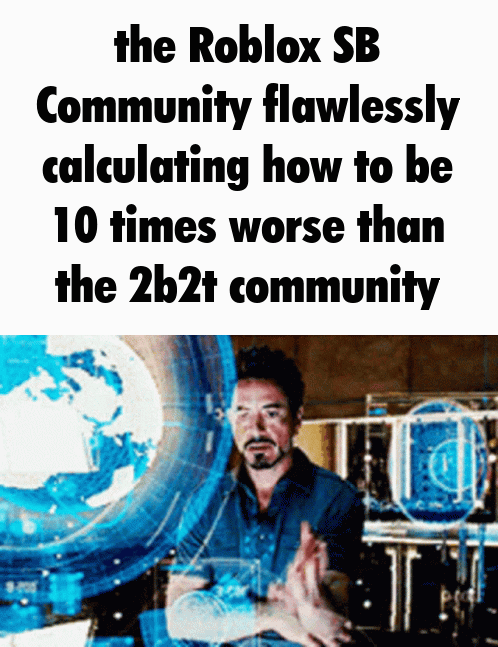 the Roblox SB
Community flawlessly
calculating how to be
10 times worse than
the 2b2t community